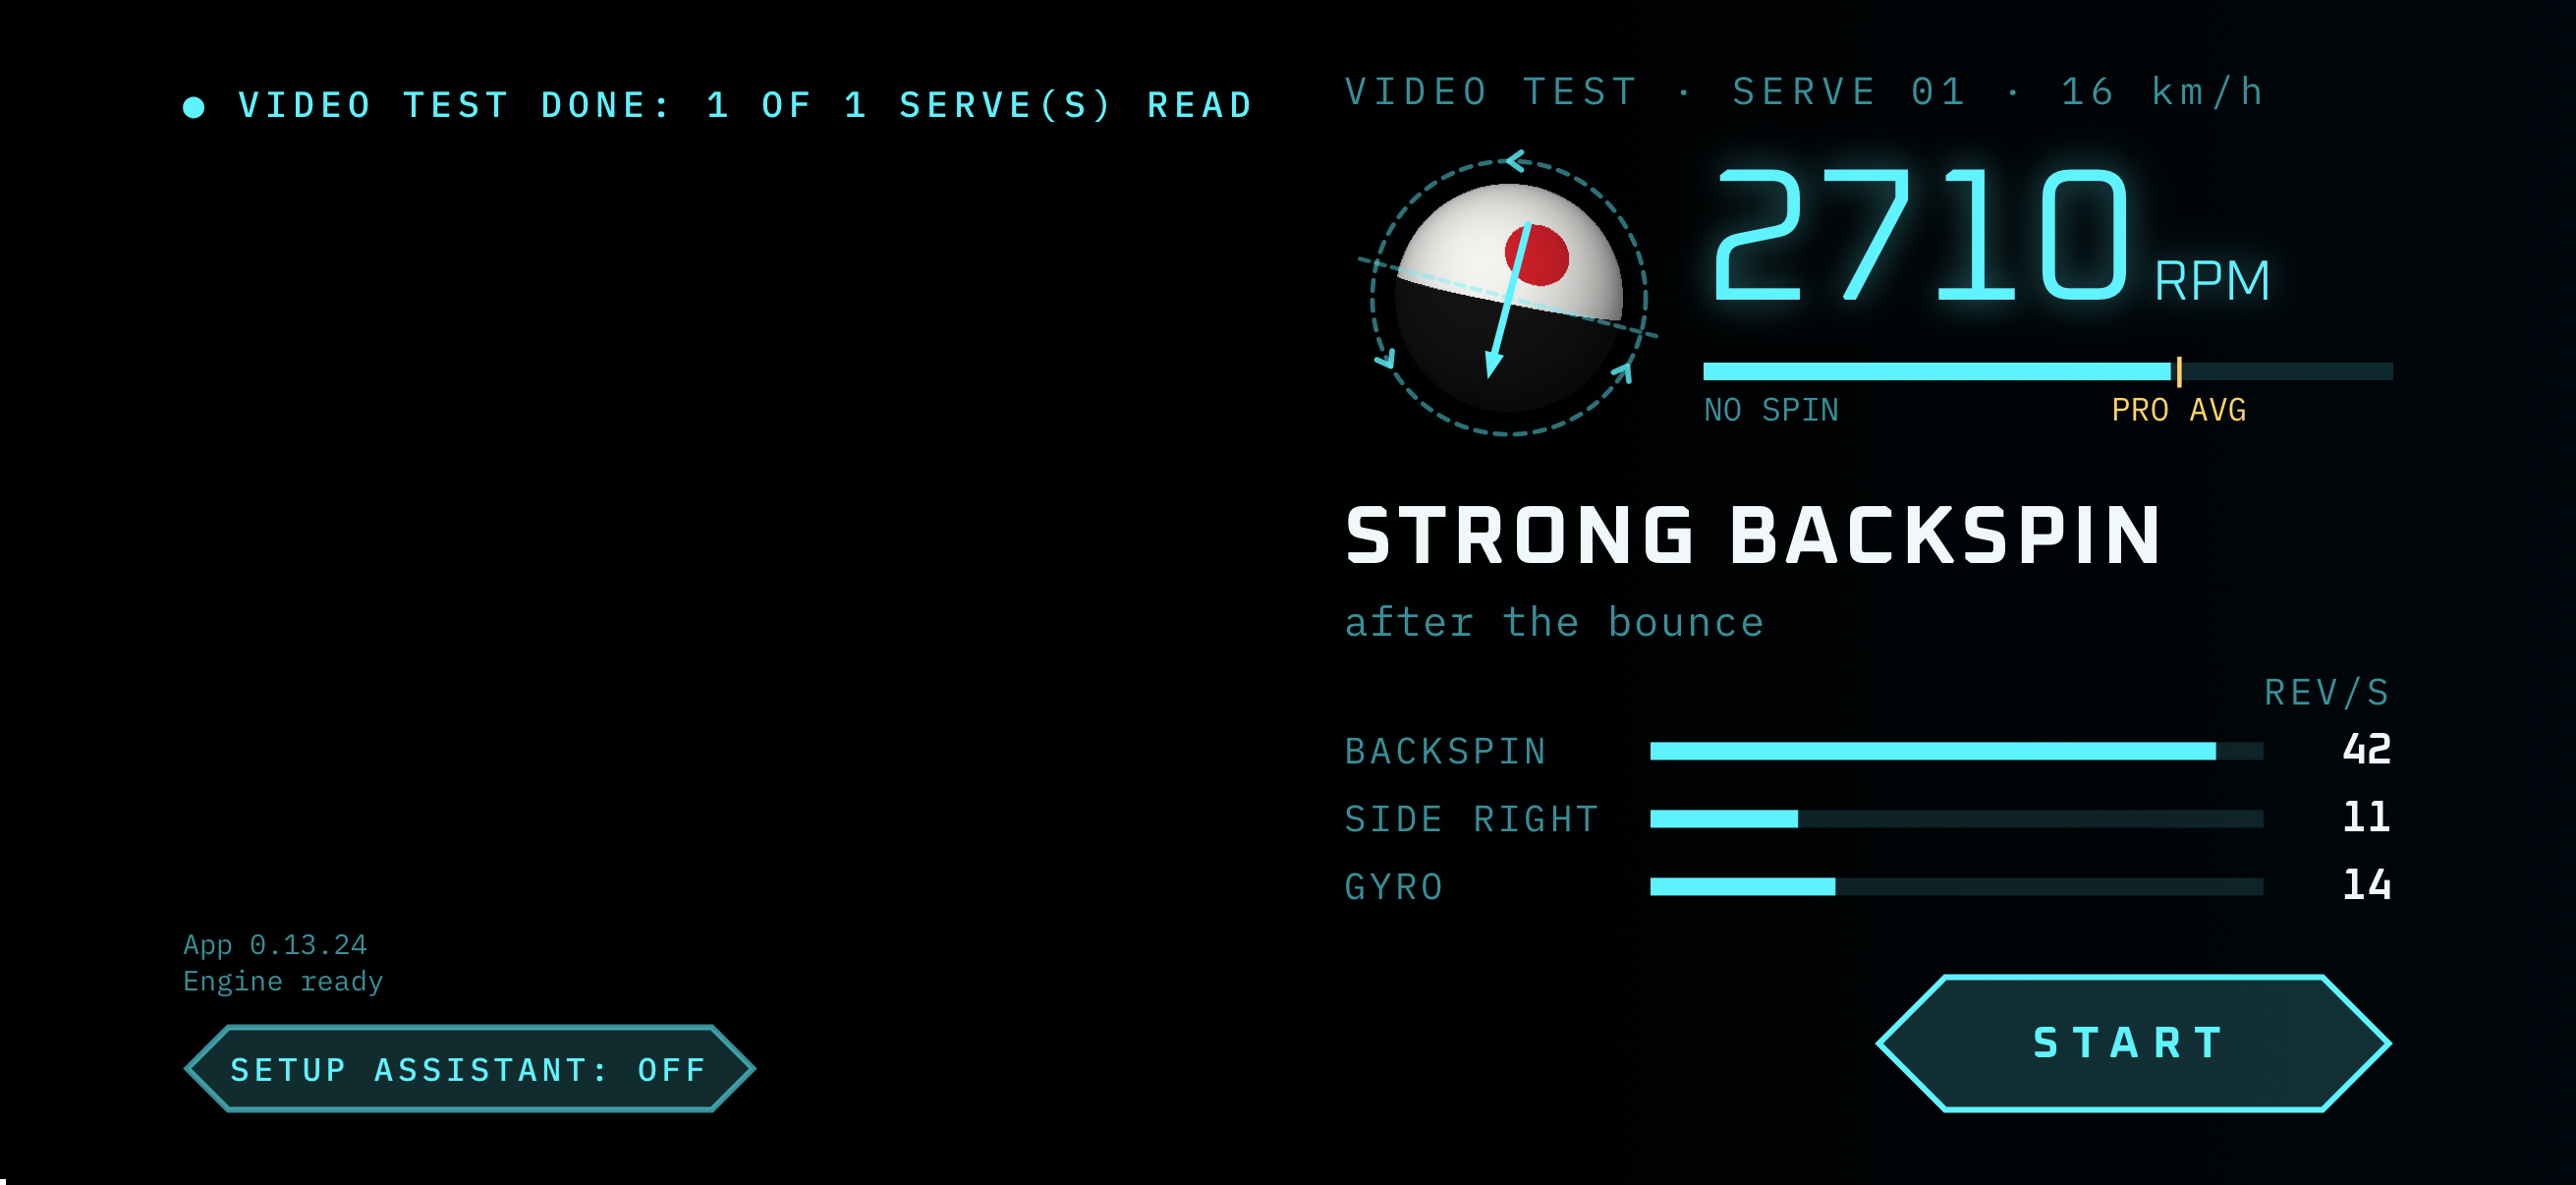 VIDEO TEST DONE: 1 OF 1 SERVE(S) READ
VIDEO TEST · SERVE 01 · 16 km/h
2710 RPM
NO SPIN PRO AVG
STRONG BACKSPIN
after the bounce
REV/S
BACKSPIN 42
SIDE RIGHT 11
GYRO 14
App 0.13.24
Engine ready
SETUP ASSISTANT: OFF
START